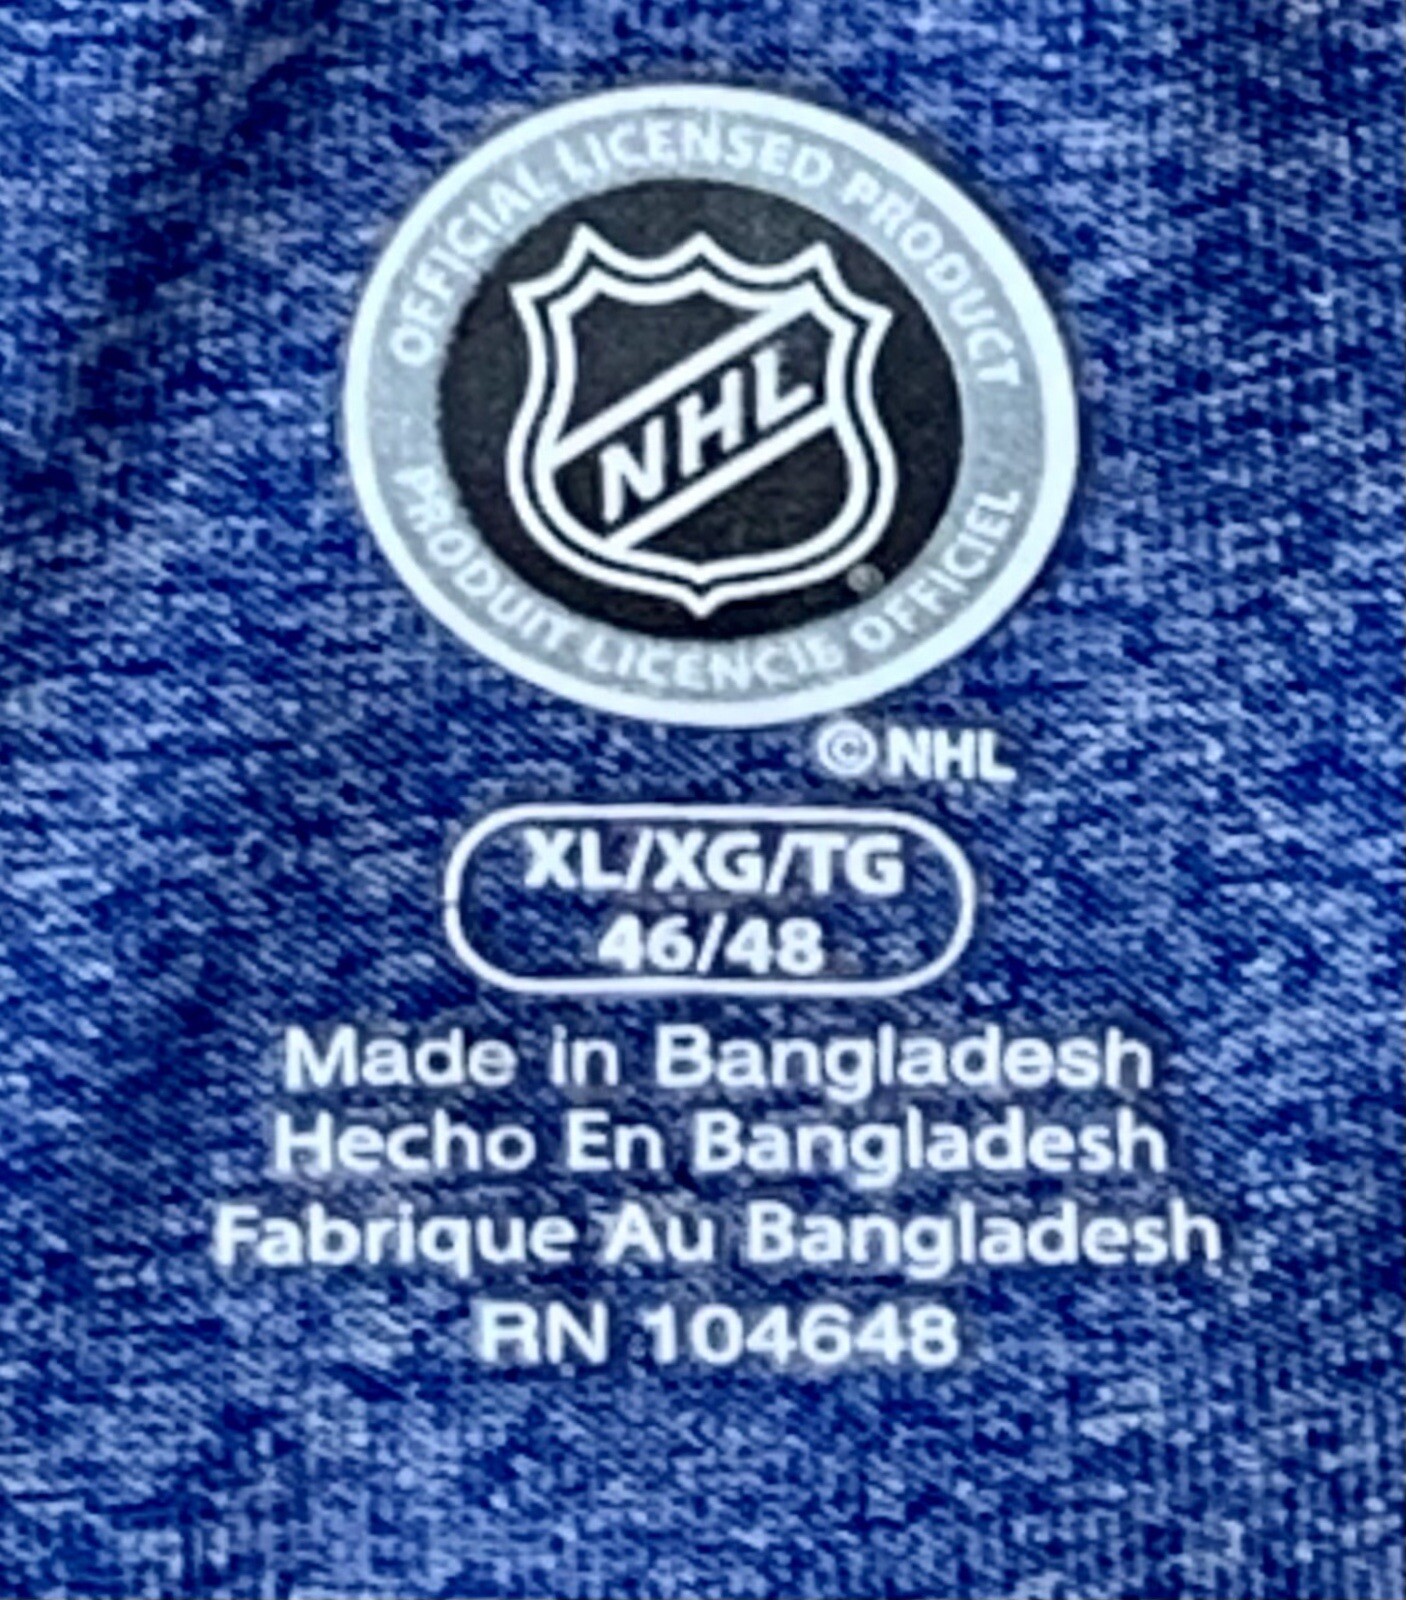 OFFICIAL LICENSED PRODUCT
NHL
®
PRODUIT LICENCIE OFFICIEL
© NHL
XL/XG/TG
46/48
Made in Bangladesh
Hecho En Bangladesh
Fabrique Au Bangladesh
RN 104648